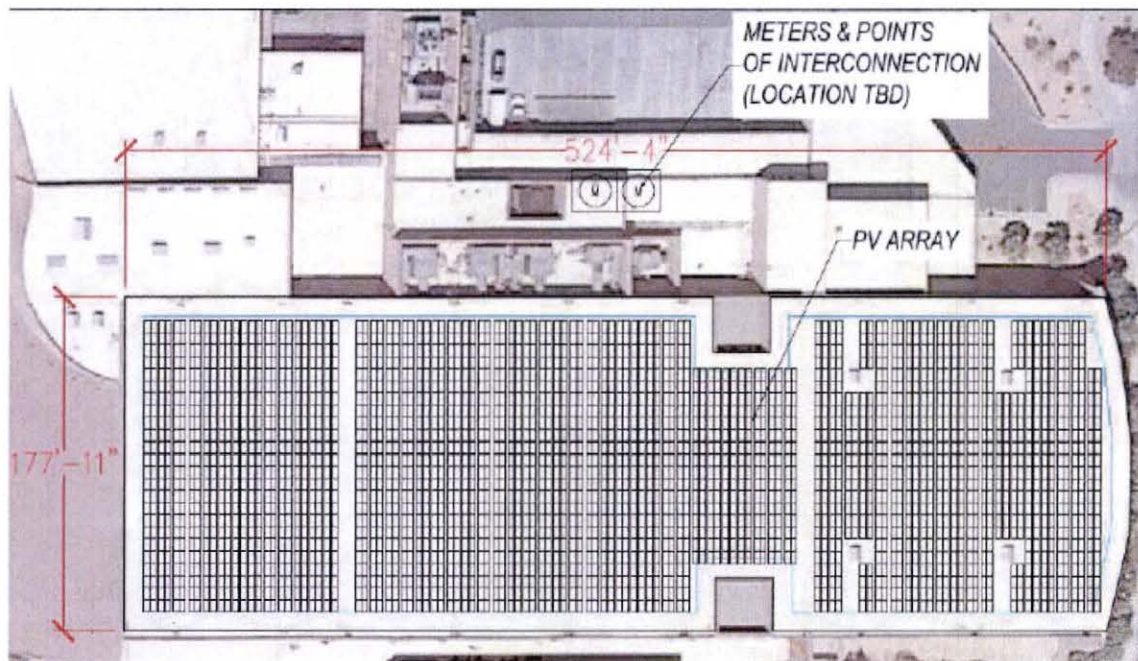 METERS & POINTS
OF INTERCONNECTION
(LOCATION TBD)
524'-4"
PV ARRAY
177'-11"